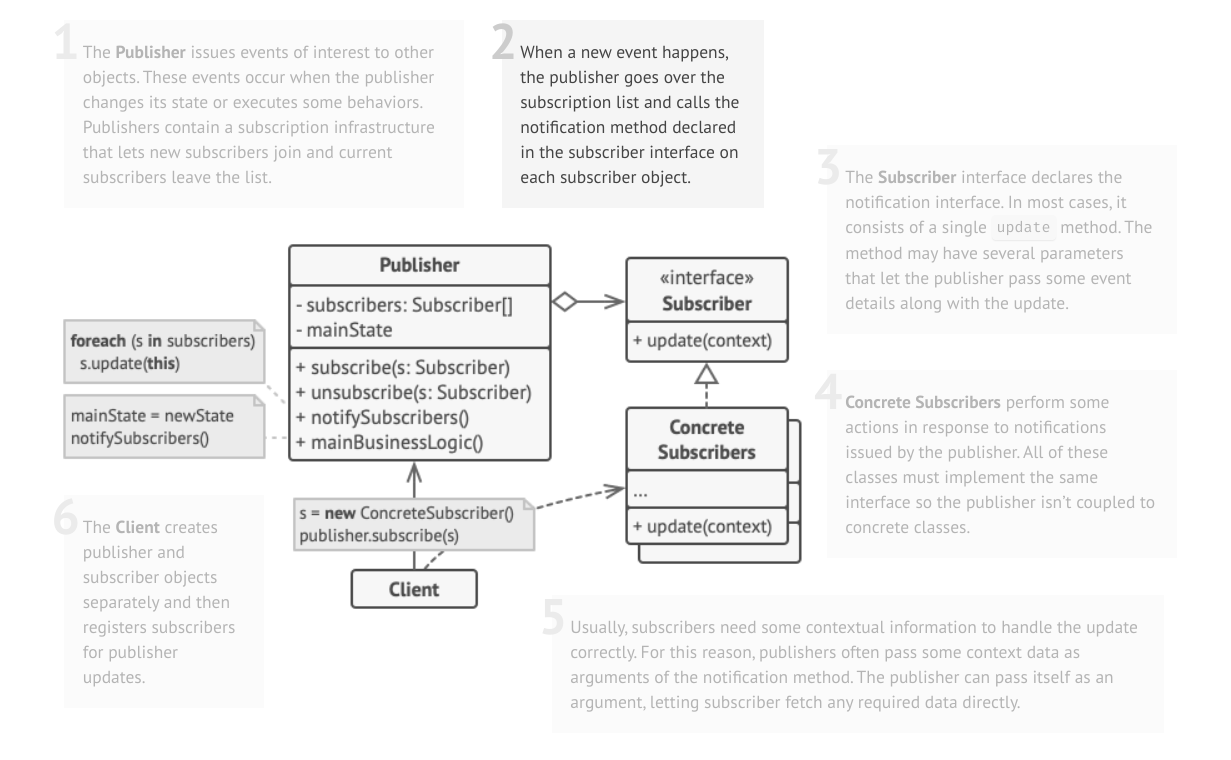 1
The Publisher issues events of interest to other
objects. These events occur when the publisher
changes its state or executes some behaviors.
Publishers contain a subscription infrastructure
that lets new subscribers join and current
subscribers leave the list.
2
When a new event happens,
the publisher goes over the
subscription list and calls the
notification method declared
in the subscriber interface on
each subscriber object.
3
The Subscriber interface declares the
notification interface. In most cases, it
consists of a single update method. The
method may have several parameters
that let the publisher pass some event
details along with the update.
Publisher
- subscribers: Subscriber[]
- mainState
+ subscribe(s: Subscriber)
+ unsubscribe(s: Subscriber)
+ notifySubscribers()
+ mainBusinessLogic()
«interface»
Subscriber
+ update(context)
foreach (s in subscribers)
s.update(this)
mainState = newState
notifySubscribers()
4
Concrete Subscribers perform some
actions in response to notifications
issued by the publisher. All of these
classes must implement the same
interface so the publisher isn’t coupled to
concrete classes.
Concrete
Subscribers
...
+ update(context)
s = new ConcreteSubscriber()
publisher.subscribe(s)
Client
6
The Client creates
publisher and
subscriber objects
separately and then
registers subscribers
for publisher
updates.
5
Usually, subscribers need some contextual information to handle the update
correctly. For this reason, publishers often pass some context data as
arguments of the notification method. The publisher can pass itself as an
argument, letting subscriber fetch any required data directly.